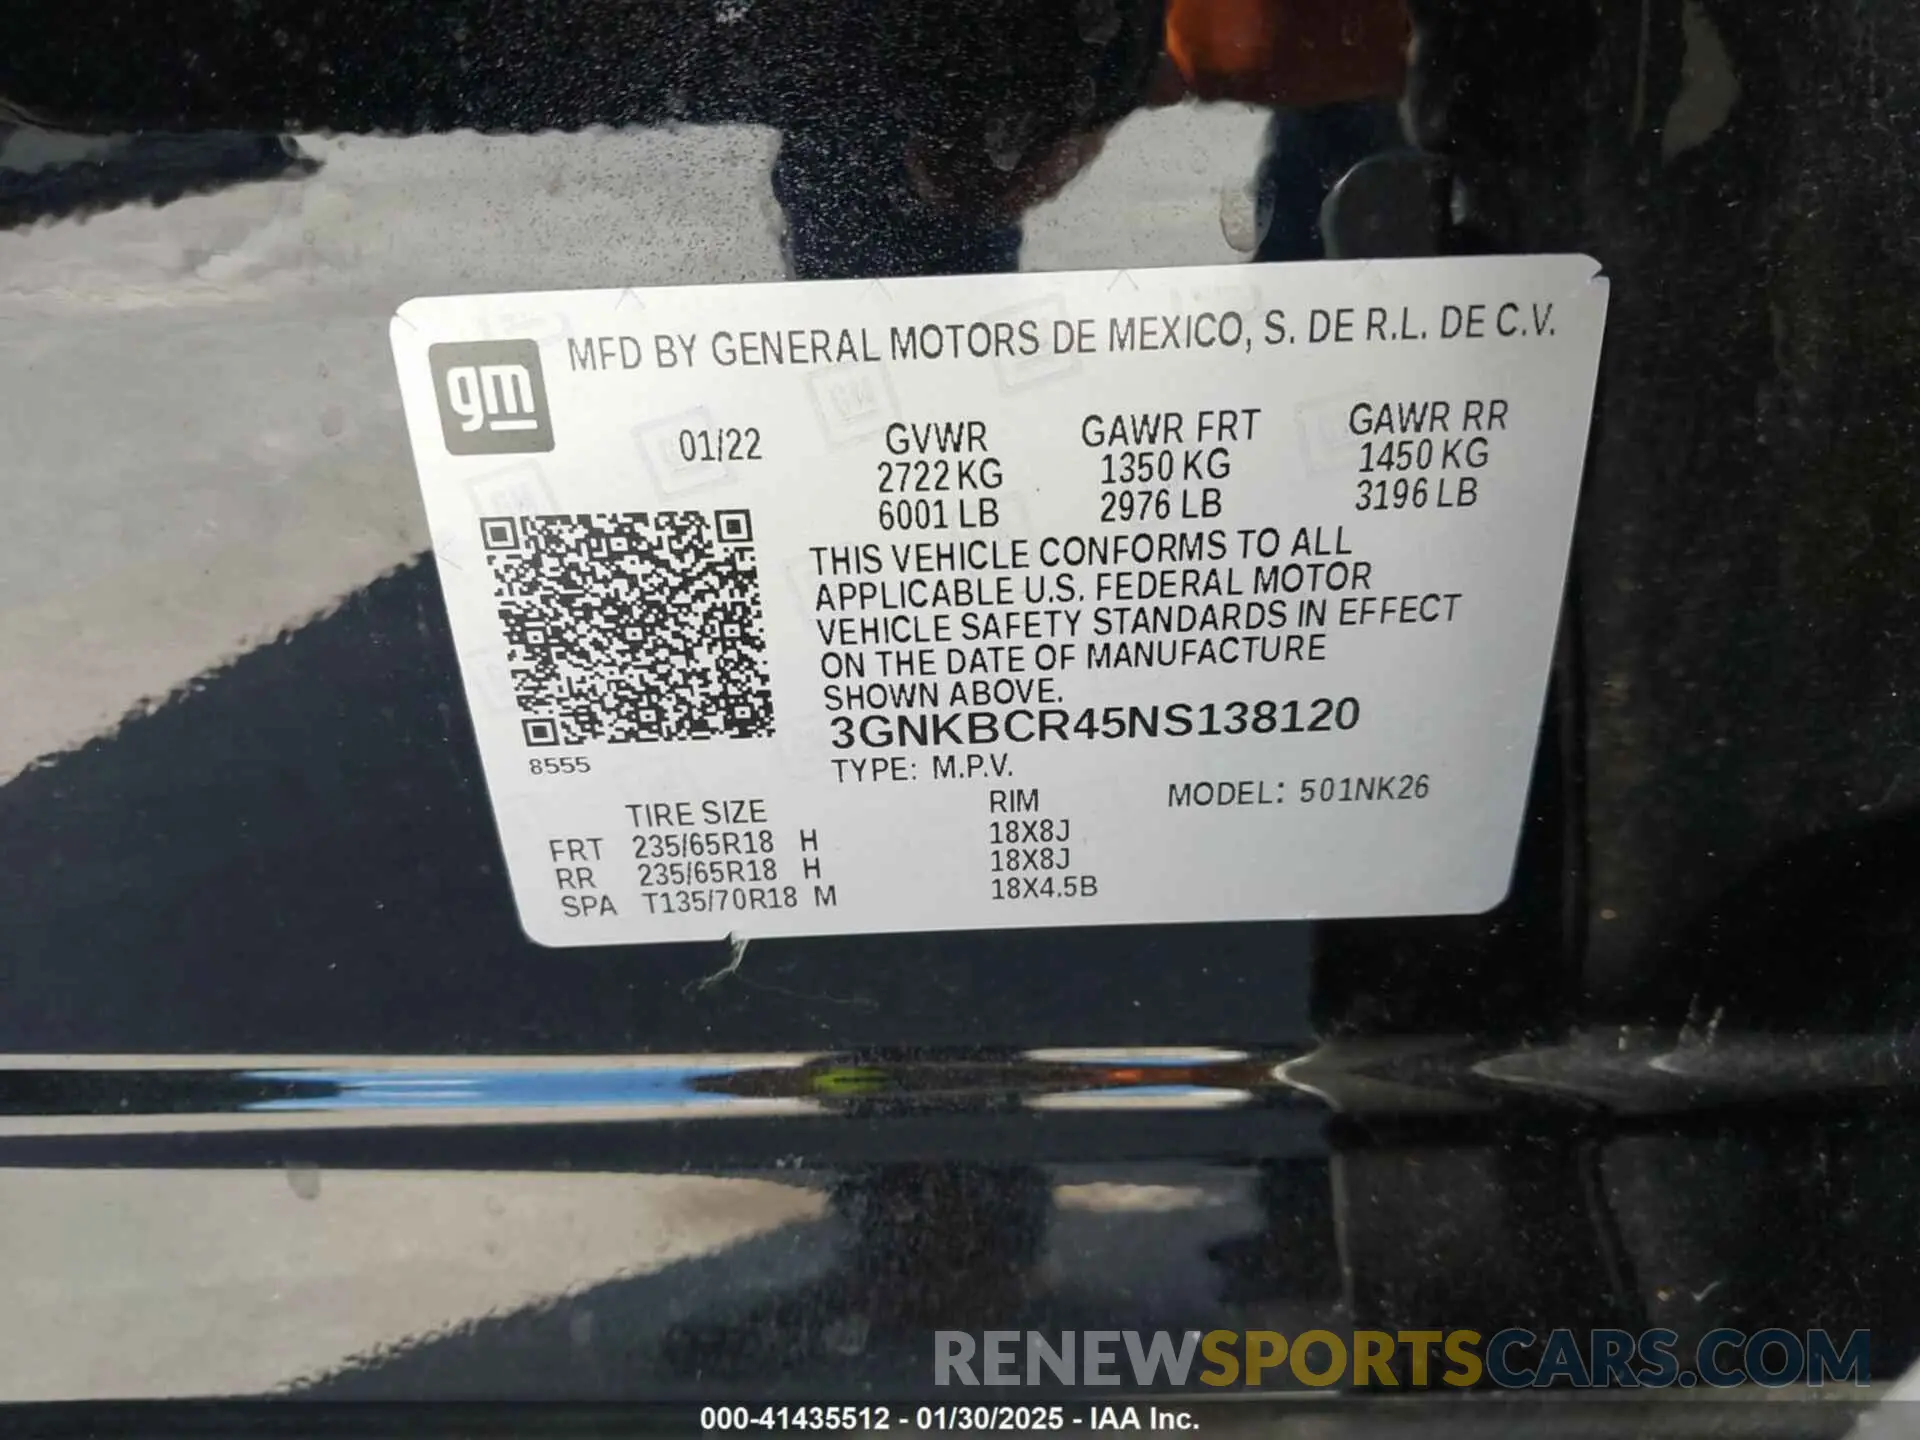 MFD BY GENERAL MOTORS DE MEXICO, S. DE R.L. DE C.V.
gm
01/22
GVWR GAWR FRT GAWR RR
2722 KG 1350 KG 1450 KG
6001 LB 2976 LB 3196 LB
THIS VEHICLE CONFORMS TO ALL
APPLICABLE U.S. FEDERAL MOTOR
VEHICLE SAFETY STANDARDS IN EFFECT
ON THE DATE OF MANUFACTURE
SHOWN ABOVE.
3GNKBCR45NS138120
8555
TYPE: M.P.V.
MODEL: 501NK26
TIRE SIZE RIM
FRT 235/65R18 H 18X8J
RR 235/65R18 H 18X8J
SPA T135/70R18 M 18X4.5B
RENEWSPORTSCARS.COM
000-41435512 - 01/30/2025 - IAA Inc.